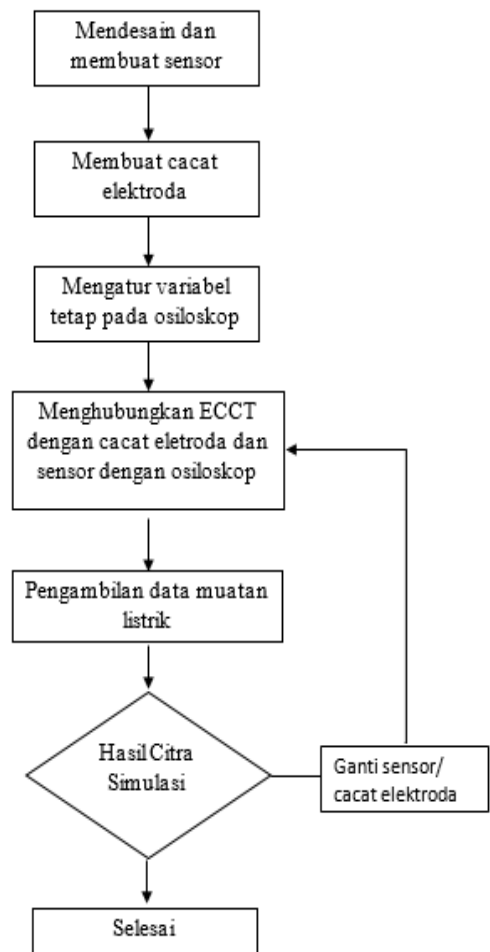 Mendesain dan
membuat sensor
Membuat cacat
elektroda
Mengatur variabel
tetap pada osiloskop
Menghubungkan ECCT
dengan cacat eletroda dan
sensor dengan osiloskop
Pengambilan data muatan
listrik
Hasil Citra
Simulasi
Ganti sensor/
cacat elektroda
Selesai